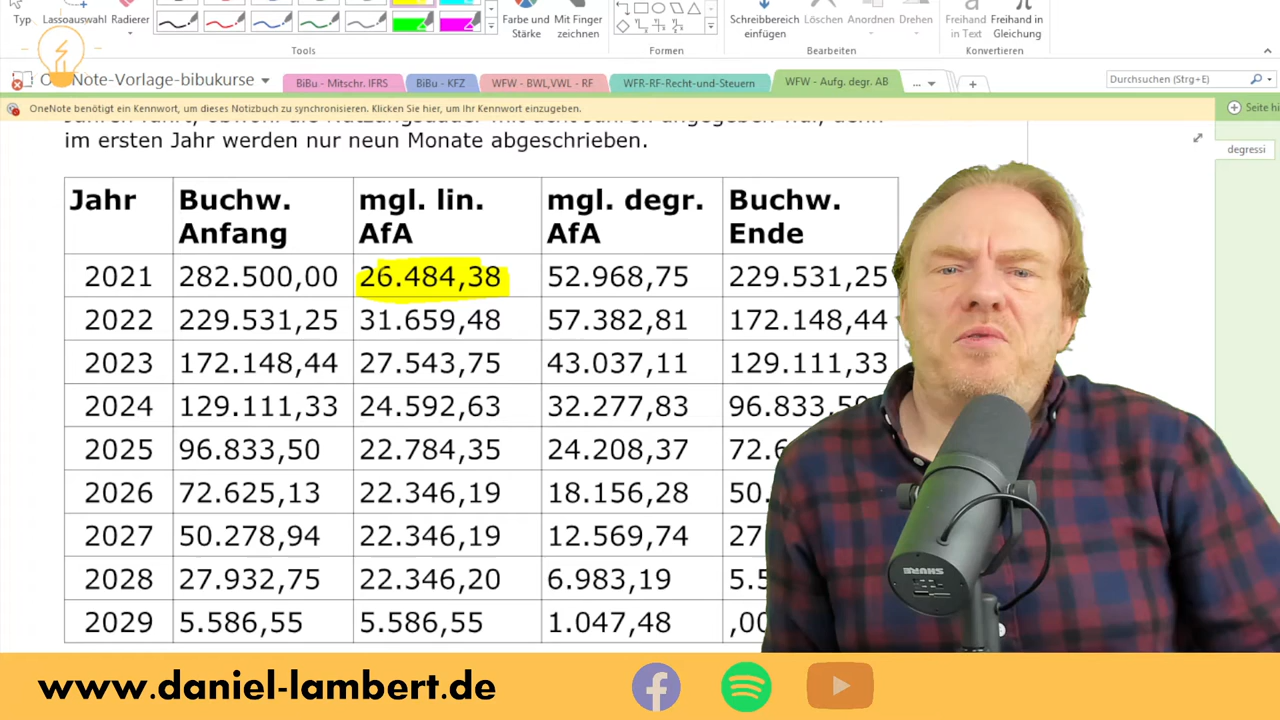 Typ
Lassoauswahl
Radierer
Farbe und Stärke
Mit Finger zeichnen
Schreibbereich einfügen
Löschen
Anordnen
Drehen
Freihand in Text
Freihand in Gleichung
Tools
Formen
Bearbeiten
Konvertieren
Note-Vorlage-bibukurse
BiBu - Mitschr. IFRS
BiBu - KFZ
WFW - BWL,VWL - RF
WFR-RF-Recht-und-Steuern
WFW - Aufg. degr. AB
...
Durchsuchen (Strg+E)
OneNote benötigt ein Kennwort, um dieses Notizbuch zu synchronisieren. Klicken Sie hier, um Ihr Kennwort einzugeben.
Seite hi
degressi
im ersten Jahr werden nur neun Monate abgeschrieben.
Jahr Buchw. Anfang mgl. lin. AfA mgl. degr. AfA Buchw. Ende
2021 282.500,00 26.484,38 52.968,75 229.531,25
2022 229.531,25 31.659,48 57.382,81 172.148,44
2023 172.148,44 27.543,75 43.037,11 129.111,33
2024 129.111,33 24.592,63 32.277,83 96.833,50
2025 96.833,50 22.784,35 24.208,37 72.6
2026 72.625,13 22.346,19 18.156,28 50.
2027 50.278,94 22.346,19 12.569,74 27
2028 27.932,75 22.346,20 6.983,19 5.5
2029 5.586,55 5.586,55 1.047,48 ,00
SHURE
www.daniel-lambert.de